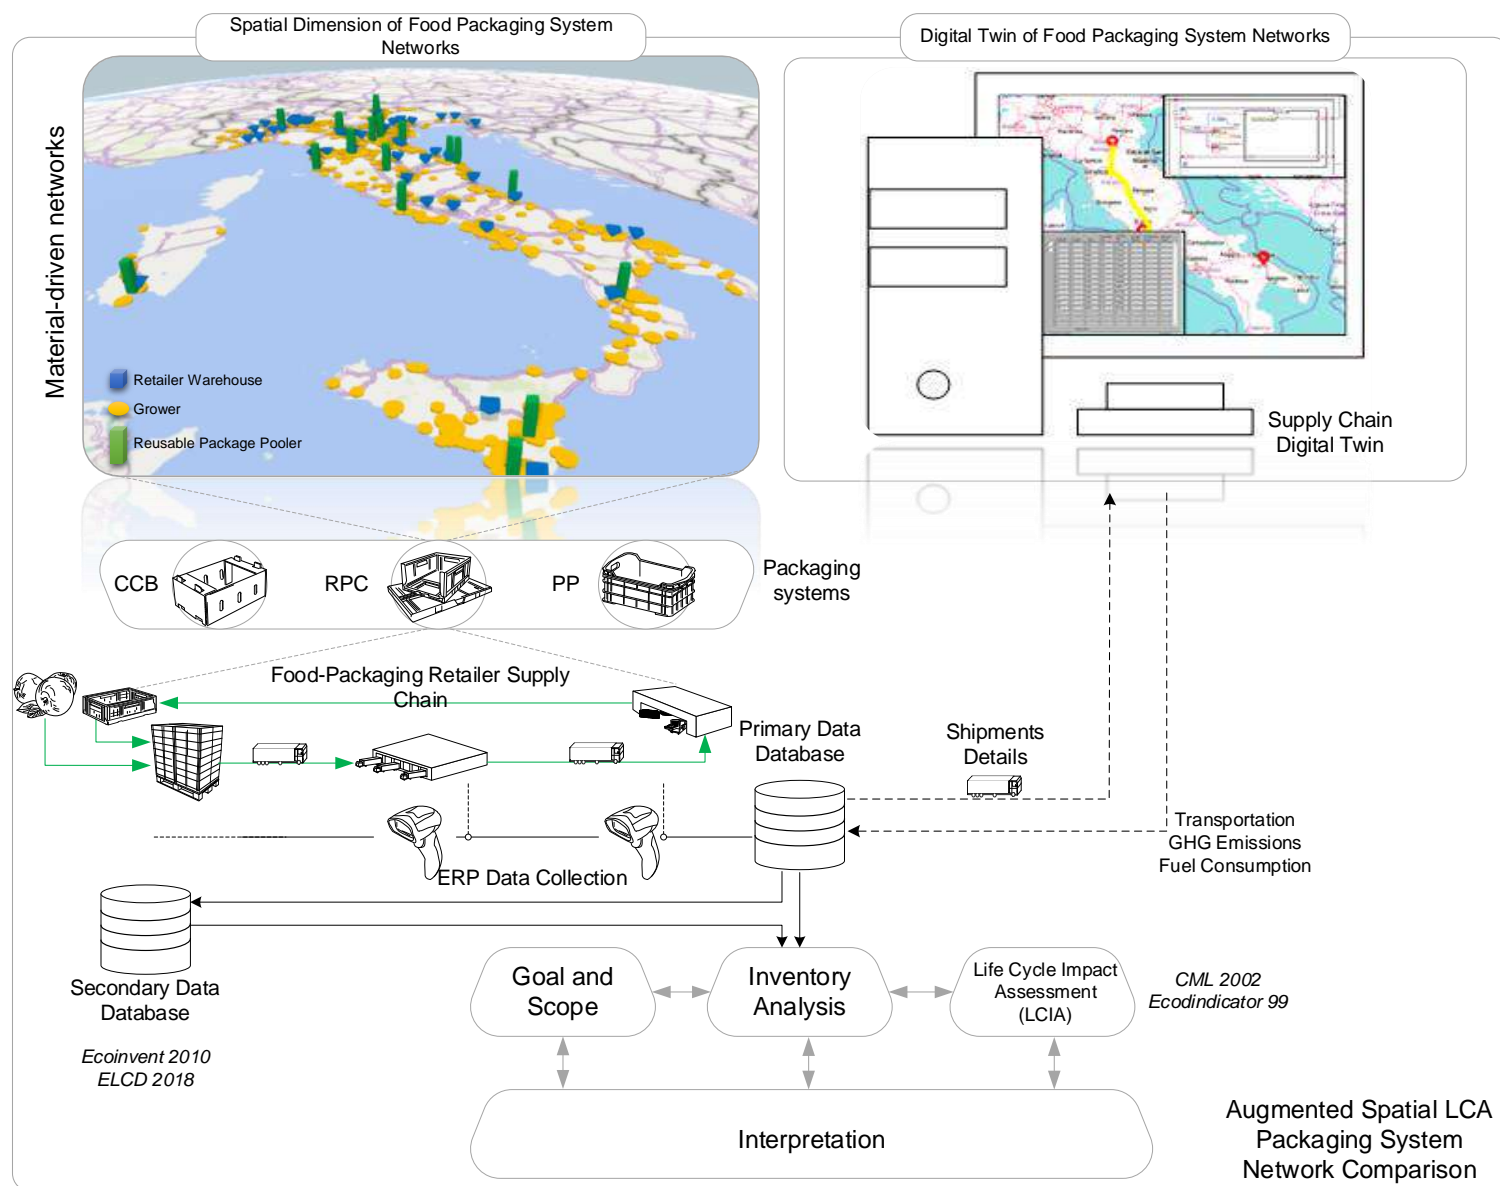 Spatial Dimension of Food Packaging System
Networks
Digital Twin of Food Packaging System Networks
Material-driven networks
Retailer Warehouse
Grower
Reusable Package Pooler
Supply Chain
Digital Twin
CCB
RPC
PP
Packaging
systems
Food-Packaging Retailer Supply
Chain
Primary Data
Database
Shipments
Details
Transportation
GHG Emissions
Fuel Consumption
ERP Data Collection
Secondary Data
Database
Ecoinvent 2010
ELCD 2018
Goal and
Scope
Inventory
Analysis
Life Cycle Impact
Assessment
(LCIA)
CML 2002
Ecodindicator 99
Interpretation
Augmented Spatial LCA
Packaging System
Network Comparison